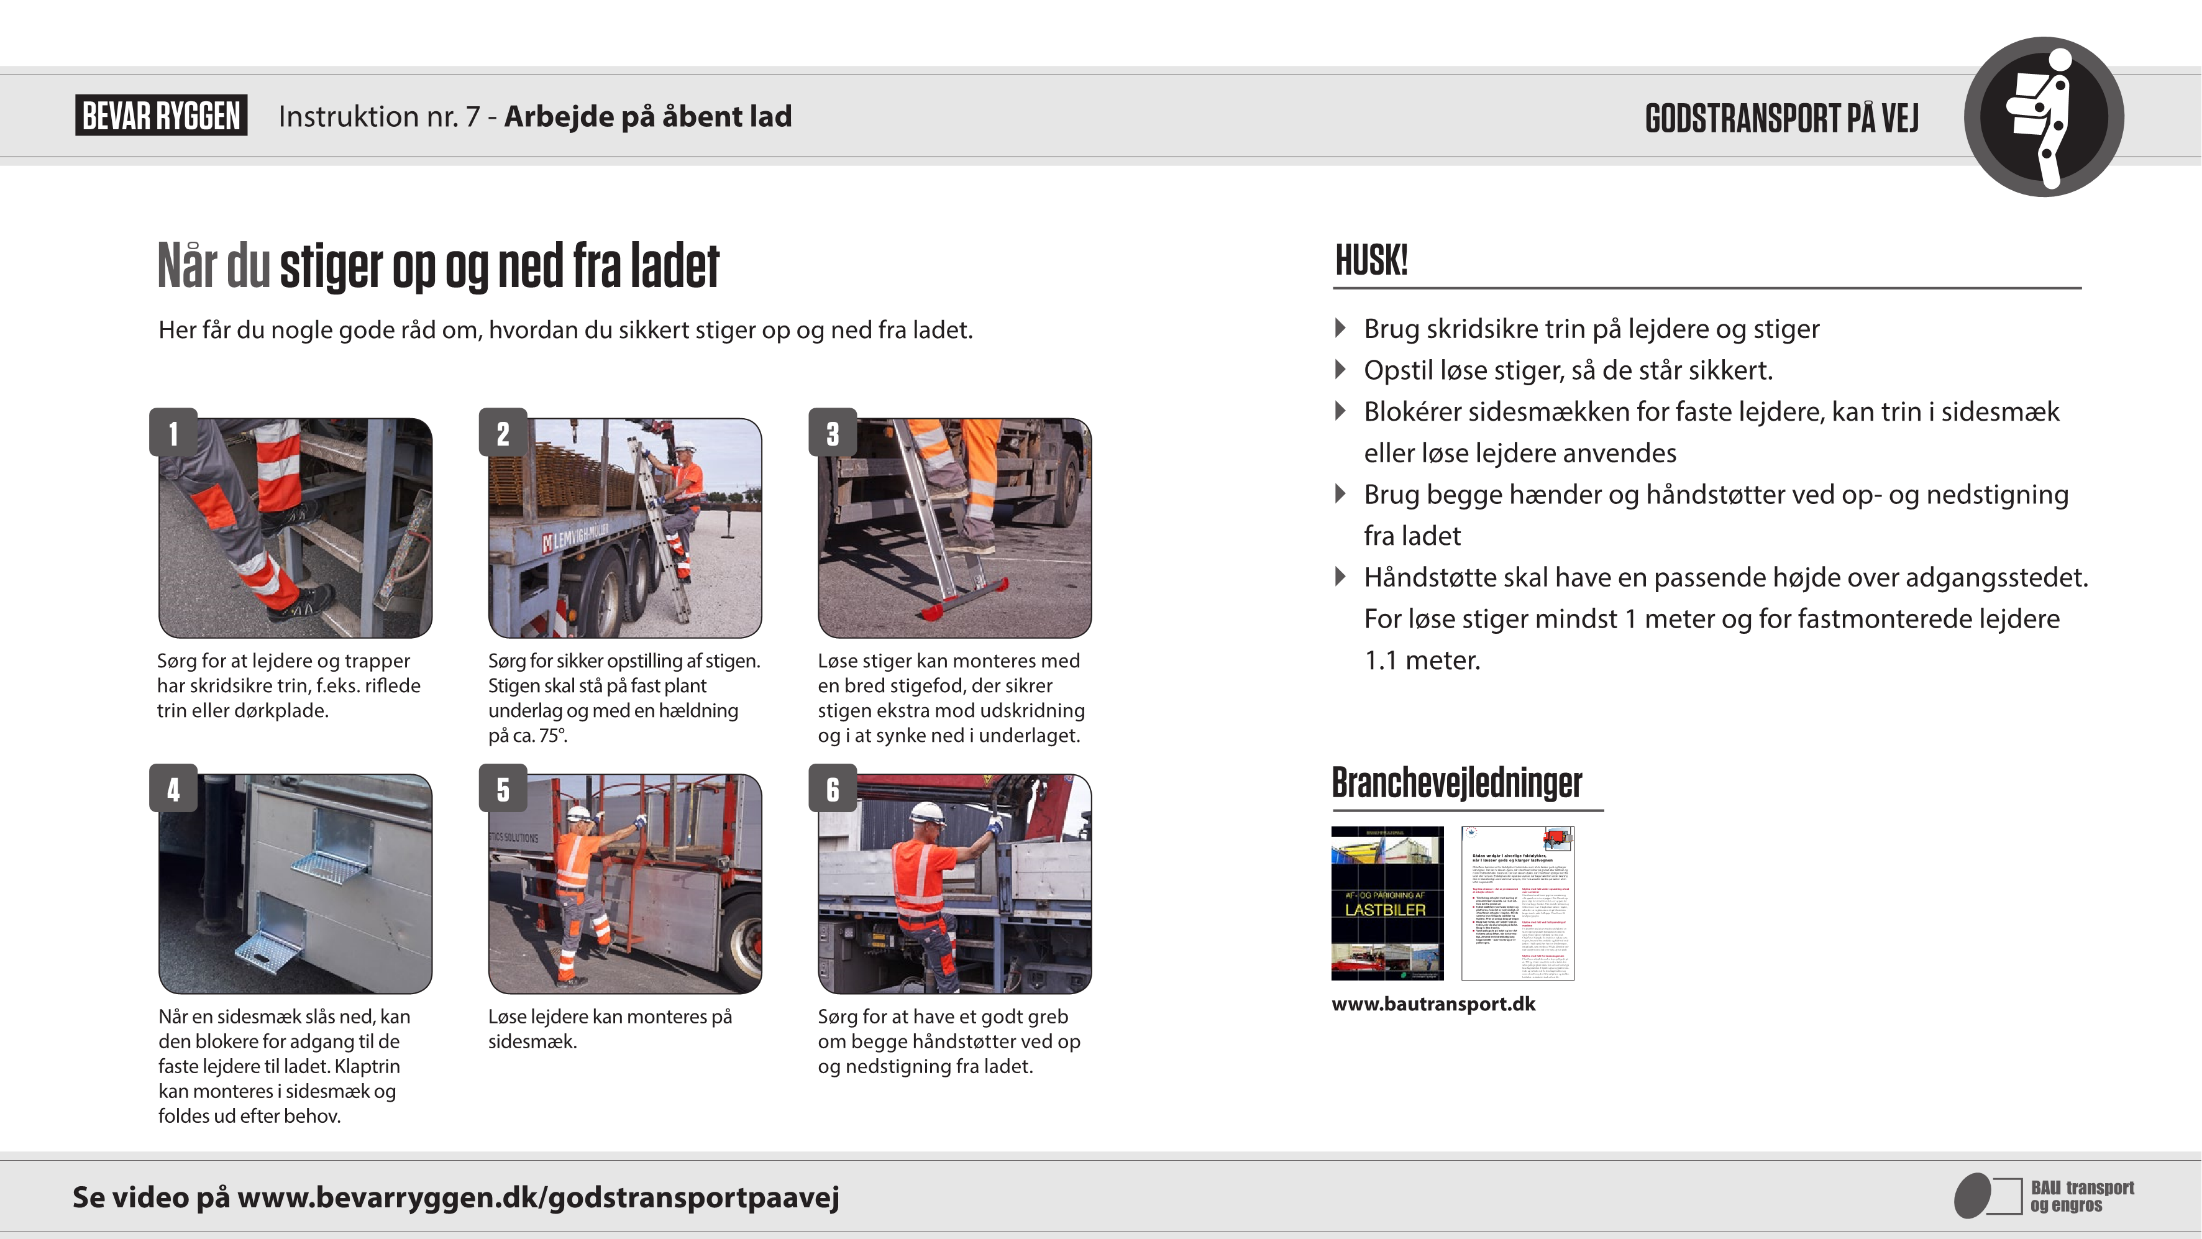 BEVAR RYGGEN Instruktion nr. 7 - Arbejde på åbent lad
GODSTRANSPORT PÅ VEJ
Når du stiger op og ned fra ladet
Her får du nogle gode råd om, hvordan du sikkert stiger op og ned fra ladet.
1
LEMVIGH-MÜLLER
2
3
Sørg for at lejdere og trapper
har skridsikre trin, f.eks. riflede
trin eller dørkplade.
Sørg for sikker opstilling af stigen.
Stigen skal stå på fast plant
underlag og med en hældning
på ca. 75°.
Løse stiger kan monteres med
en bred stigefod, der sikrer
stigen ekstra mod udskridning
og i at synke ned i underlaget.
4
5
TICS SOLUTIONS
6
Når en sidesmæk slås ned, kan
den blokere for adgang til de
faste lejdere til ladet. Klaptrin
kan monteres i sidesmæk og
foldes ud efter behov.
Løse lejdere kan monteres på
sidesmæk.
Sørg for at have et godt greb
om begge håndstøtter ved op
og nedstigning fra ladet.
HUSK!
Brug skridsikre trin på lejdere og stiger
Opstil løse stiger, så de står sikkert.
Blokérer sidesmækken for faste lejdere, kan trin i sidesmæk
eller løse lejdere anvendes
Brug begge hænder og håndstøtter ved op- og nedstigning
fra ladet
Håndstøtte skal have en passende højde over adgangsstedet.
For løse stiger mindst 1 meter og for fastmonterede lejdere
1.1 meter.
Branchevejledninger
AF- OG PÅRIGNING AF
LASTBILER
www.bautransport.dk
Se video på www.bevarryggen.dk/godstransportpaavej
BAU transport
og engros